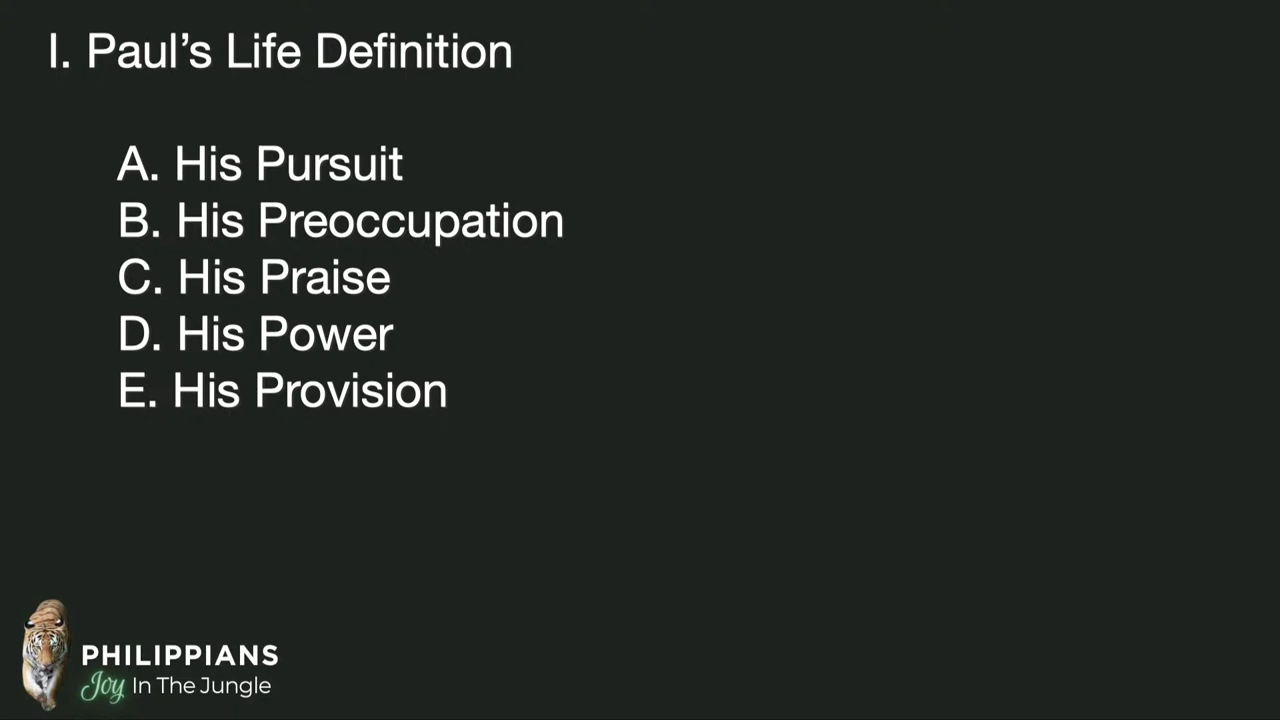 I. Paul’s Life Definition
A. His Pursuit
B. His Preoccupation
C. His Praise
D. His Power
E. His Provision
PHILIPPIANS
Joy In The Jungle